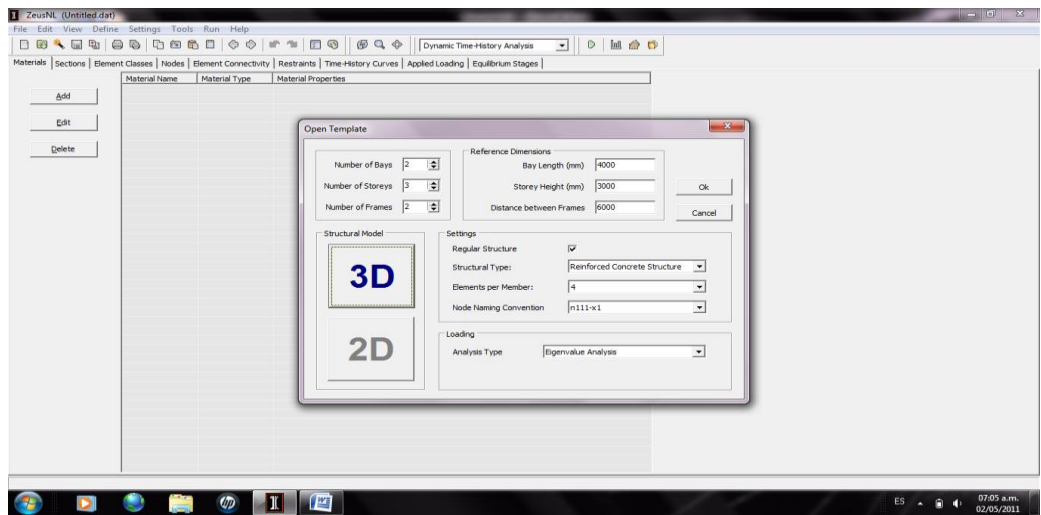 ZeusNL (Untitled.dat)
File Edit View Define Settings Tools Run Help
Dynamic Time-History Analysis
Materials Sections Element Classes Nodes Element Connectivity Restraints Time-History Curves Applied Loading Equilibrium Stages
Material Name Material Type Material Properties
Add
Edit
Delete
Open Template
Number of Bays 2
Number of Storeys 3
Number of Frames 2
Reference Dimensions
Bay Length (mm) 4000
Storey Height (mm) 3000
Distance between Frames 6000
Ok
Cancel
Structural Model
3D
2D
Settings
Regular Structure
Structural Type: Reinforced Concrete Structure
Elements per Member: 4
Node Naming Convention n111-x1
Loading
Analysis Type Eigenvalue Analysis
hp
W
ES
07:05 a.m.
02/05/2011